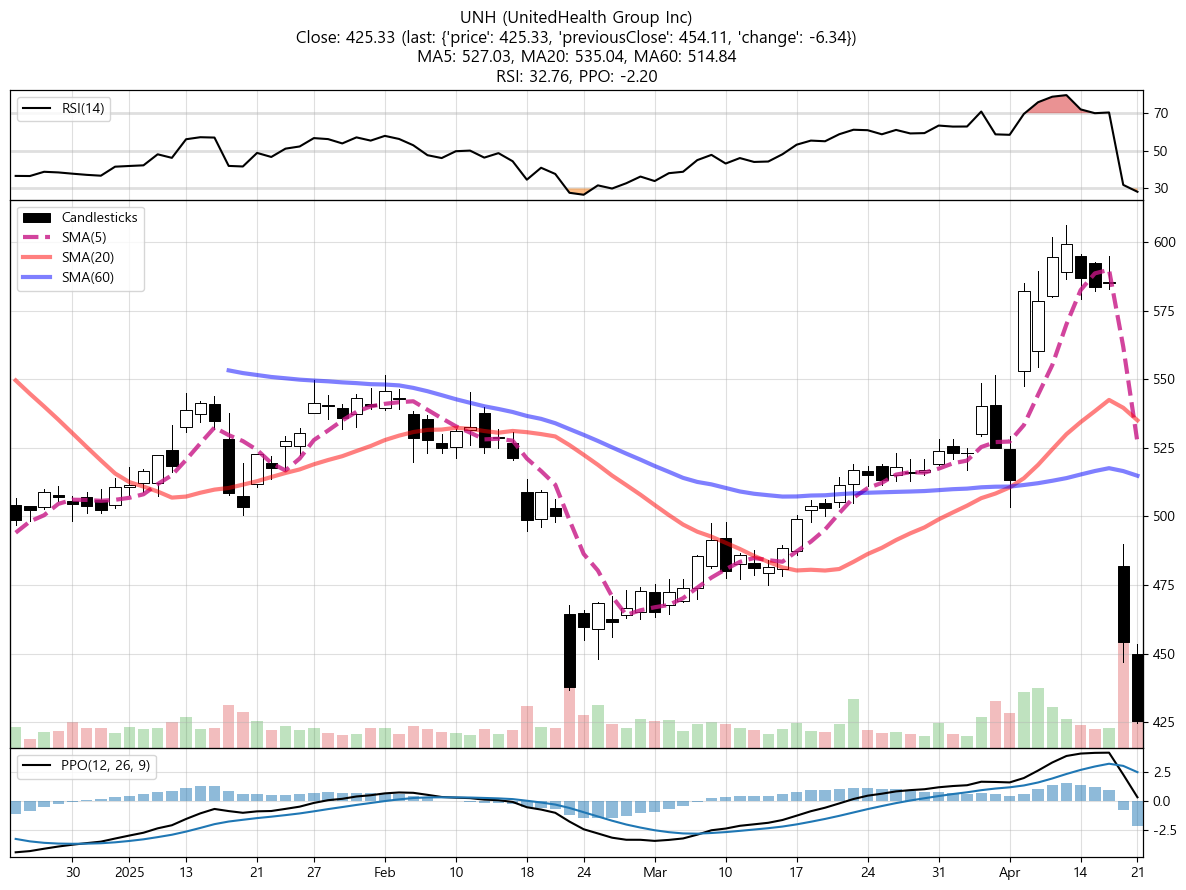 UNH (UnitedHealth Group Inc)
Close: 425.33 (last: {'price': 425.33, 'previousClose': 454.11, 'change': -6.34})
MA5: 527.03, MA20: 535.04, MA60: 514.84
RSI: 32.76, PPO: -2.20
RSI(14)
70
50
30
Candlesticks
SMA(5)
SMA(20)
SMA(60)
600
575
550
525
500
475
450
425
PPO(12, 26, 9)
2.5
0.0
−2.5
30 2025 13 21 27 Feb 10 18 24 Mar 10 17 24 31 Apr 14 21